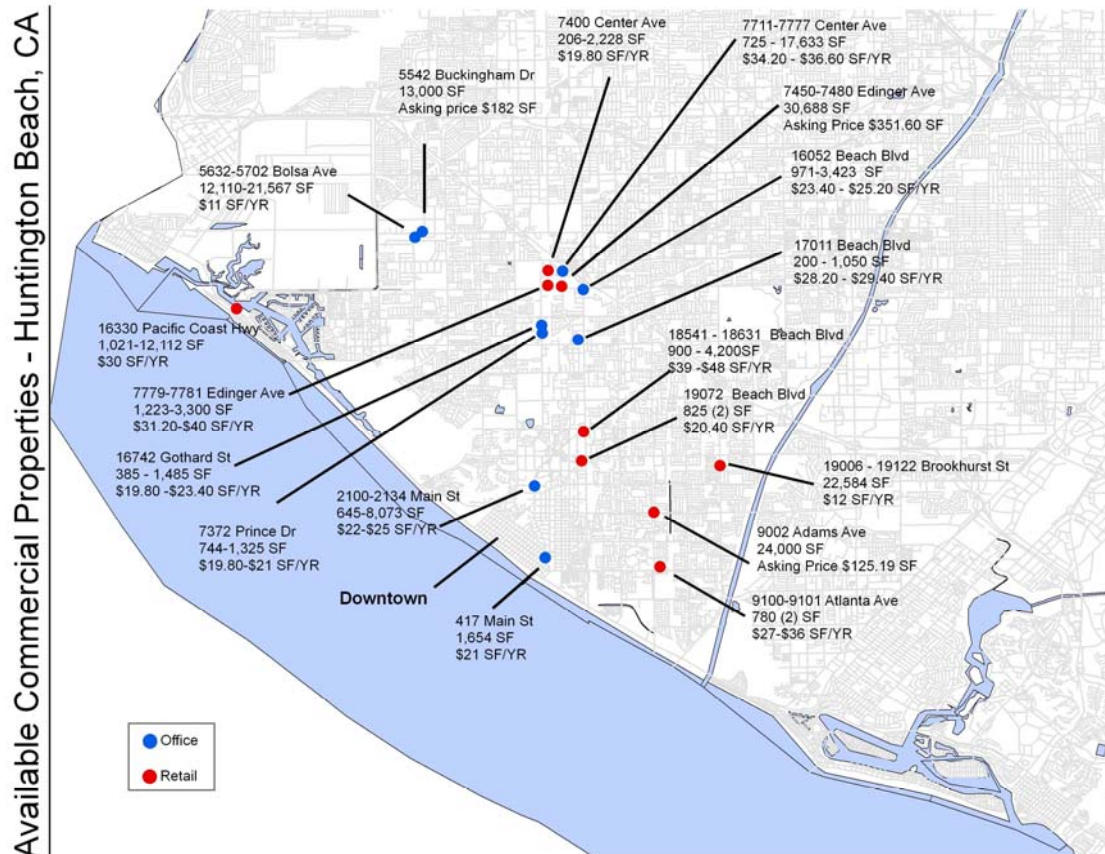 Available Commercial Properties - Huntington Beach, CA
7400 Center Ave
206-2,228 SF
$19.80 SF/YR
7711-7777 Center Ave
725 - 17,633 SF
$34.20 - $36.60 SF/YR
5542 Buckingham Dr
13,000 SF
Asking price $182 SF
7450-7480 Edinger Ave
30,688 SF
Asking Price $351.60 SF
16052 Beach Blvd
971-3,423 SF
$23.40 - $25.20 SF/YR
5632-5702 Bolsa Ave
12,110-21,567 SF
$11 SF/YR
17011 Beach Blvd
200 - 1,050 SF
$28.20 - $29.40 SF/YR
16330 Pacific Coast Hwy
1,021-12,112 SF
$30 SF/YR
18541 - 18631 Beach Blvd
900 - 4,200SF
$39 -$48 SF/YR
7779-7781 Edinger Ave
1,223-3,300 SF
$31.20-$40 SF/YR
19072 Beach Blvd
825 (2) SF
$20.40 SF/YR
16742 Gothard St
385 - 1,485 SF
$19.80 -$23.40 SF/YR
2100-2134 Main St
645-8,073 SF
$22-$25 SF/YR
19006 - 19122 Brookhurst St
22,584 SF
$12 SF/YR
7372 Prince Dr
744-1,325 SF
$19.80-$21 SF/YR
9002 Adams Ave
24,000 SF
Asking Price $125.19 SF
Downtown
417 Main St
1,654 SF
$21 SF/YR
9100-9101 Atlanta Ave
780 (2) SF
$27-$36 SF/YR
Office
Retail